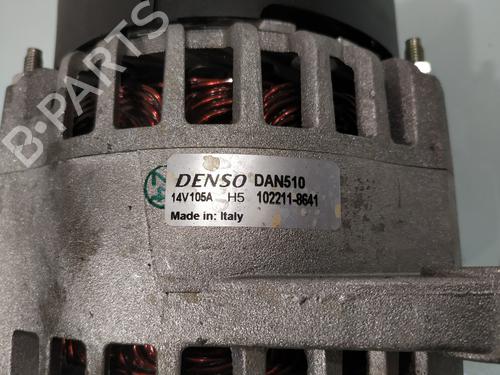 B-PARTS
DENSO DAN510
14V105A H5 102211-8641
Made in: Italy